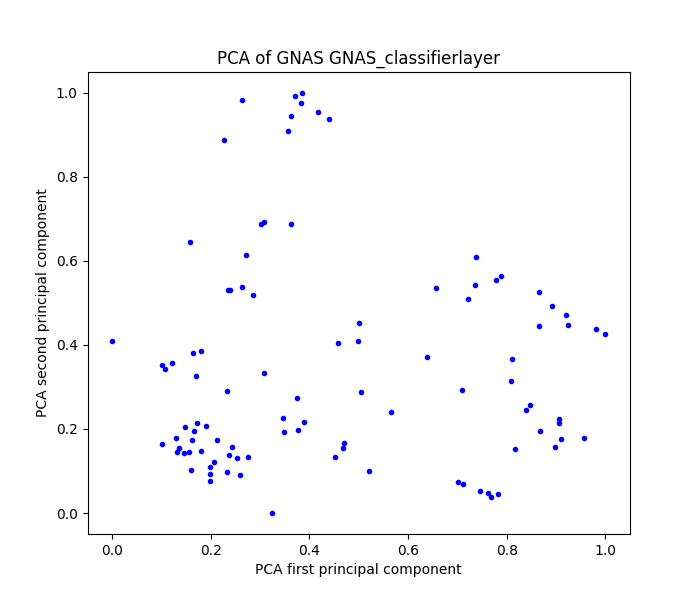 PCA of GNAS GNAS_classifierlayer
1.0
0.8
0.6
0.4
0.2
0.0
PCA second principal component
0.0 0.2 0.4 0.6 0.8 1.0
PCA first principal component